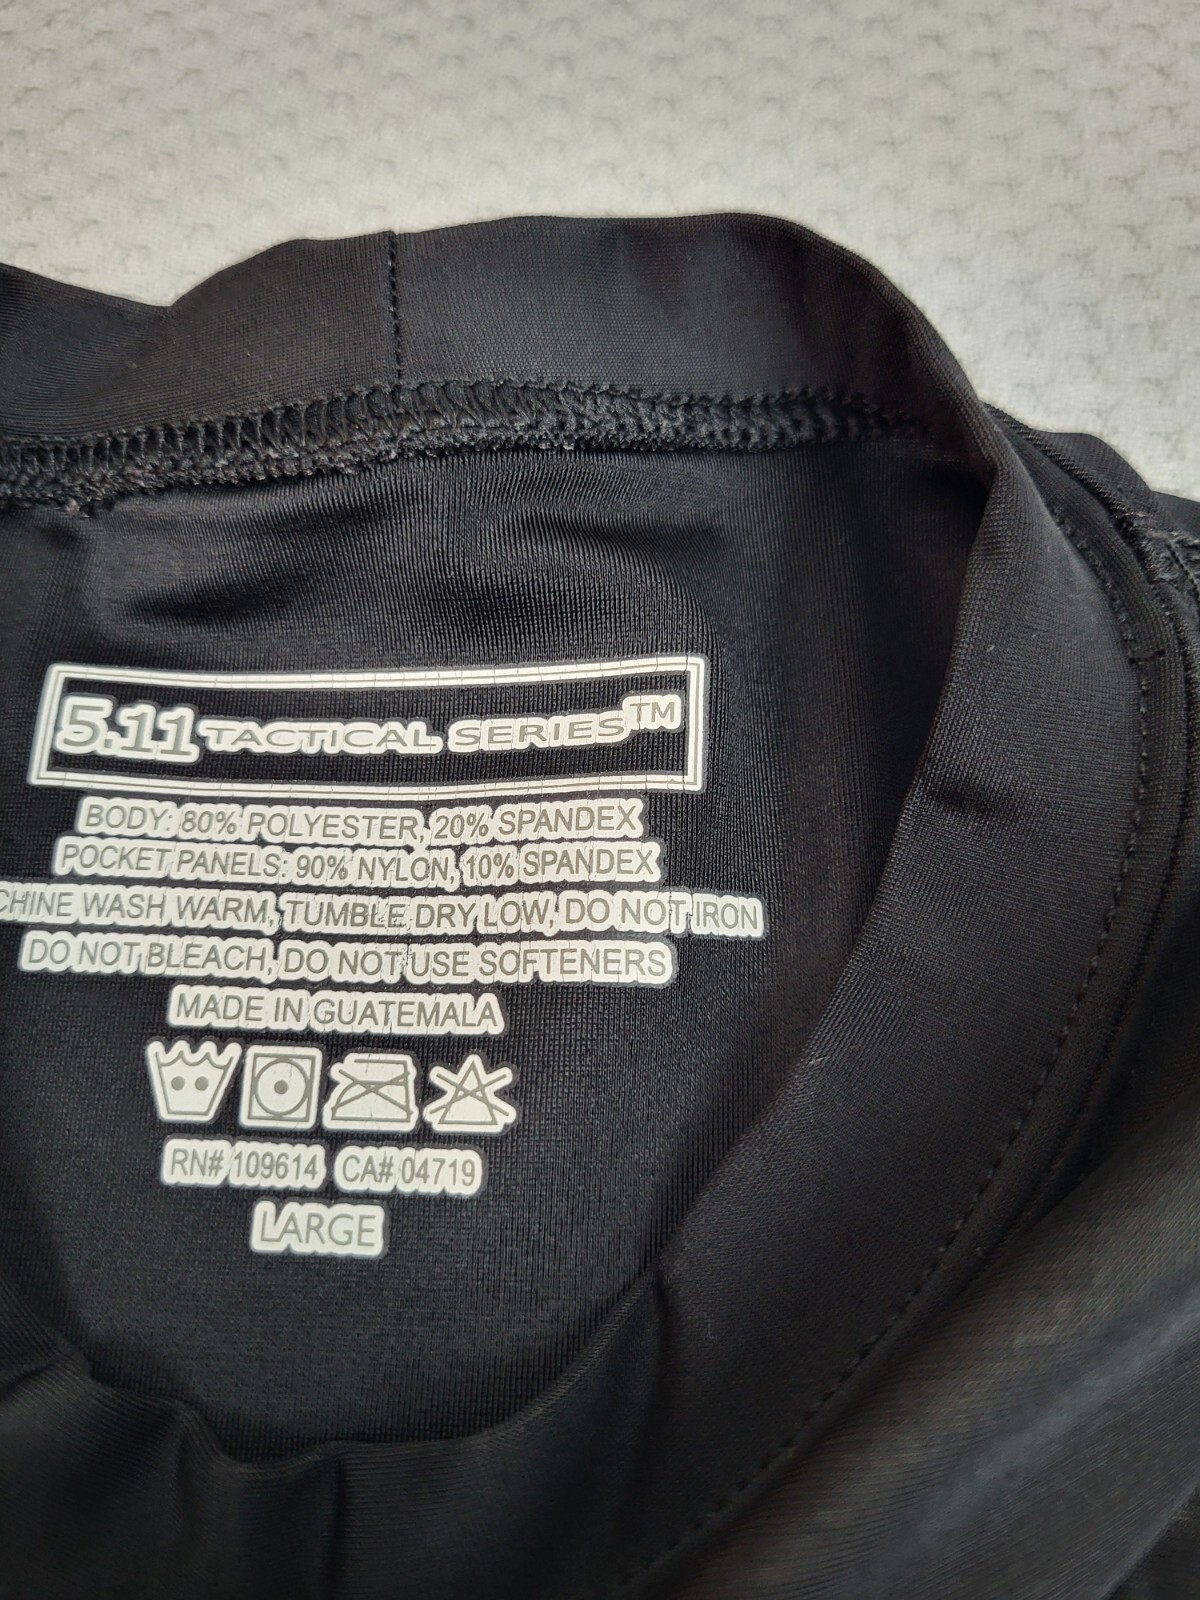 5.11 TACTICAL SERIES™
BODY: 80% POLYESTER, 20% SPANDEX
POCKET PANELS: 90% NYLON, 10% SPANDEX
CHINE WASH WARM, TUMBLE DRY LOW, DO NOT IRON
DO NOT BLEACH, DO NOT USE SOFTENERS
MADE IN GUATEMALA
RN# 109614 CA# 04719
LARGE